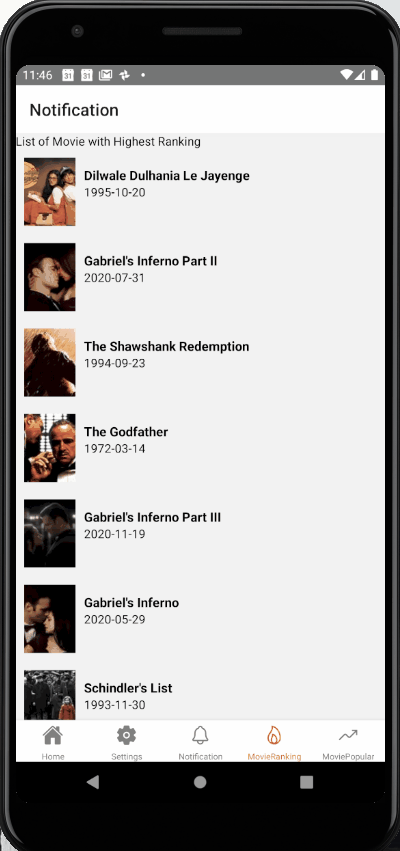 11:46 31 31
Notification
List of Movie with Highest Ranking
Dilwale Dulhania Le Jayenge
1995-10-20
Gabriel's Inferno Part II
2020-07-31
The Shawshank Redemption
1994-09-23
The Godfather
1972-03-14
Gabriel's Inferno Part III
2020-11-19
Gabriel's Inferno
2020-05-29
Schindler's List
1993-11-30
Home Settings Notification MovieRanking MoviePopular